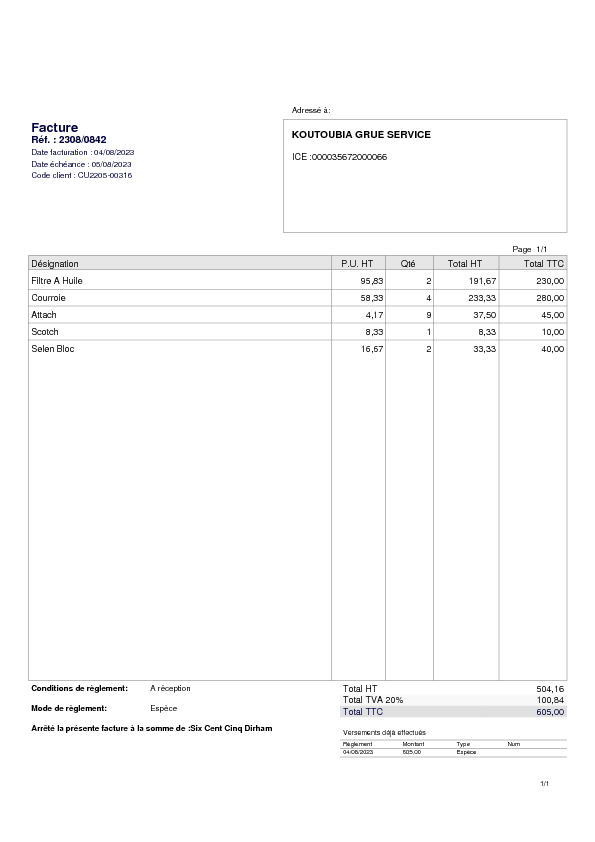 Adressé à:
Facture
Réf. : 2308/0842
Date facturation : 04/08/2023
Date échéance : 05/08/2023
Code client : CU2205-00316
KOUTOUBIA GRUE SERVICE
ICE :000035672000066
Page 1/1
Désignation P.U. HT Qté Total HT Total TTC
Filtre A Huile 95,83 2 191,67 230,00
Courroie 58,33 4 233,33 280,00
Attach 4,17 9 37,50 45,00
Scotch 8,33 1 8,33 10,00
Selen Bloc 16,67 2 33,33 40,00
Conditions de règlement: A réception
Mode de règlement: Espèce
Arrêté la présente facture à la somme de :Six Cent Cinq Dirham
Total HT 504,16
Total TVA 20% 100,84
Total TTC 605,00
Versements déjà effectués
Règlement Montant Type Num
04/08/2023 605,00 Espèce
1/1